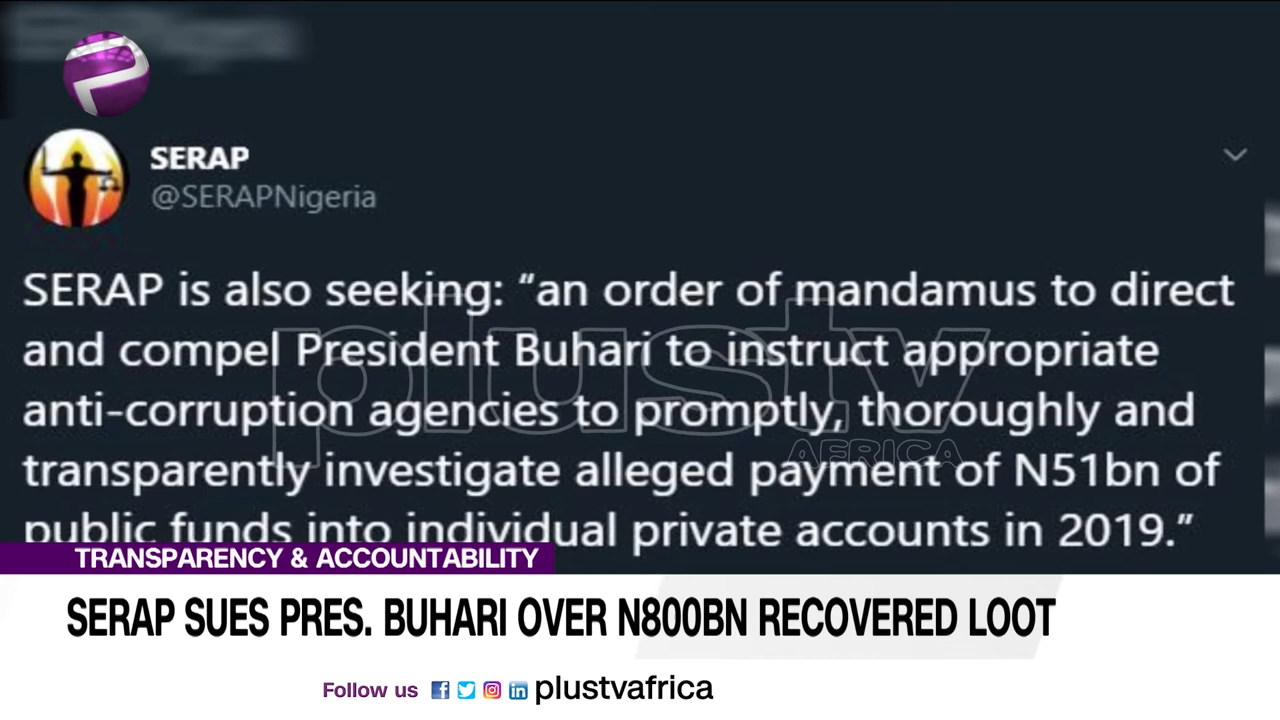 SERAP
@SERAPNigeria
SERAP is also seeking: “an order of mandamus to direct
and compel President Buhari to instruct appropriate
anti-corruption agencies to promptly, thoroughly and
transparently investigate alleged payment of N51bn of
public funds into individual private accounts in 2019.”
plustv
AFRICA
TRANSPARENCY & ACCOUNTABILITY
SERAP SUES PRES. BUHARI OVER N800BN RECOVERED LOOT
Follow us plustvafrica